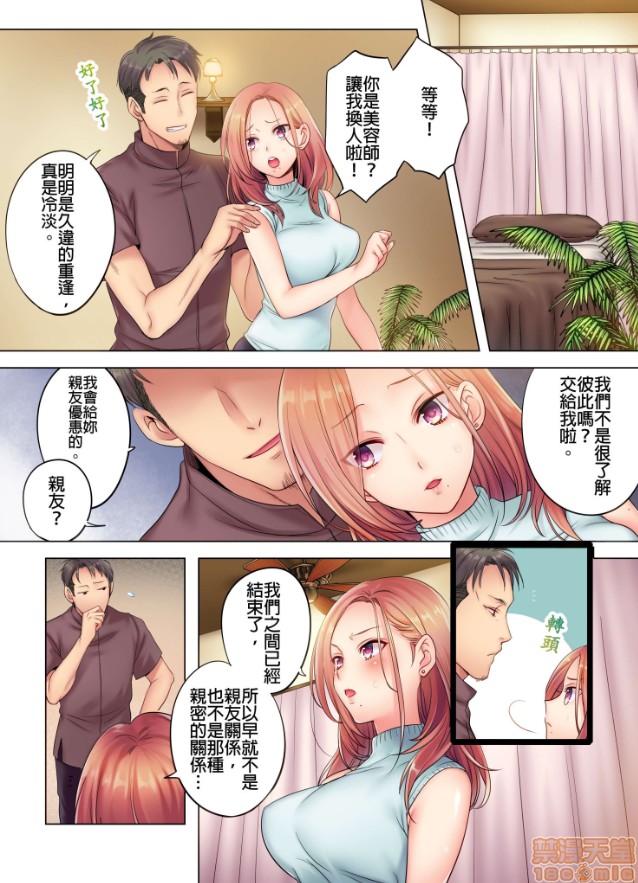 等等！
你是美容師？
讓我換人啦！
好了好了
明明是久違的重逢，
真是冷淡。
我們不是很了解
彼此嗎？
交給我啦。
我會給妳
親友優惠的。
親友？
轉頭
我們之間已經
結束了，
所以早就不是
親友關係，
也不是那種
親密的關係…
禁漫天堂
18comic